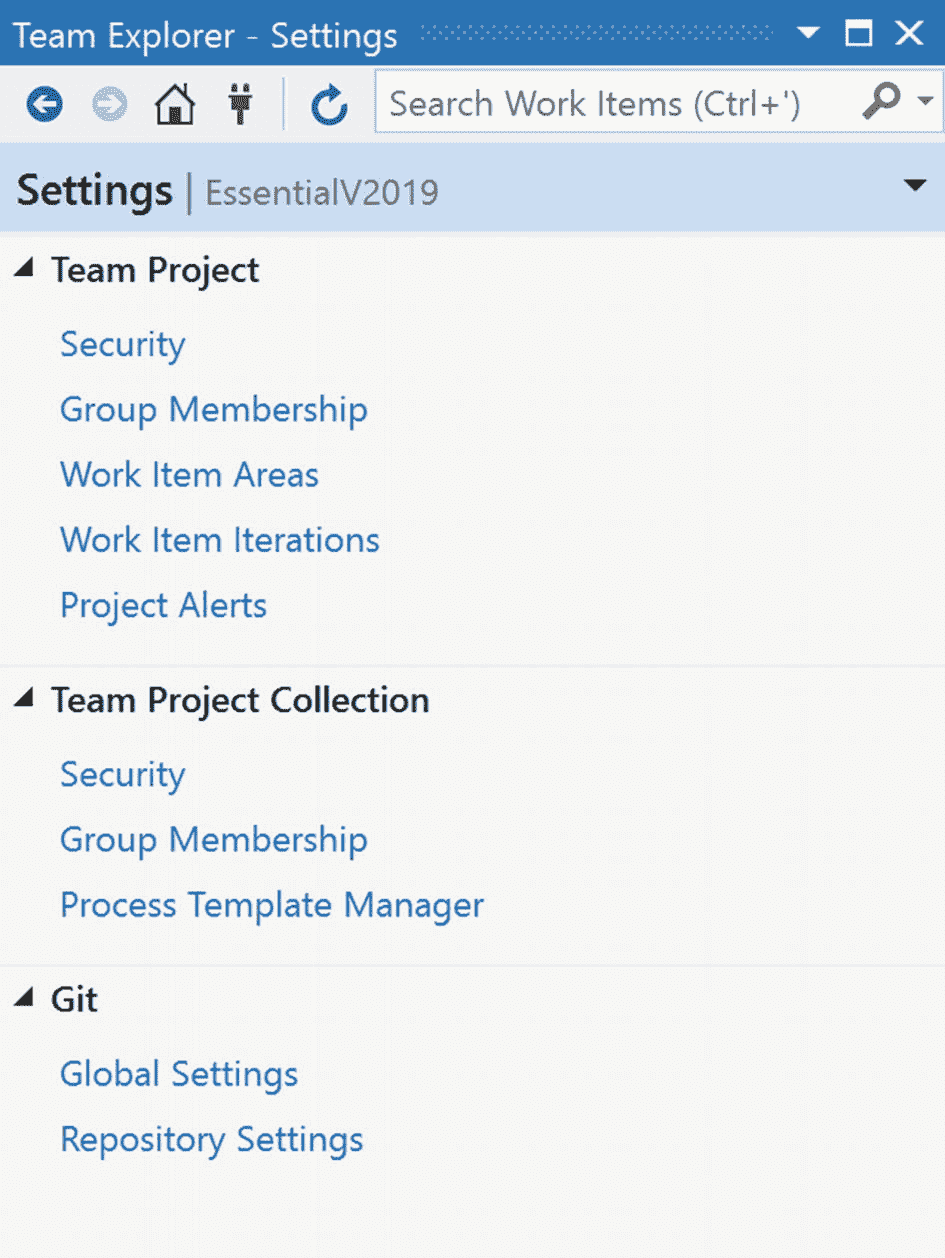 Team Explorer - Settings
Search Work Items (Ctrl+')
Settings | EssentialV2019
Team Project
Security
Group Membership
Work Item Areas
Work Item Iterations
Project Alerts
Team Project Collection
Security
Group Membership
Process Template Manager
Git
Global Settings
Repository Settings